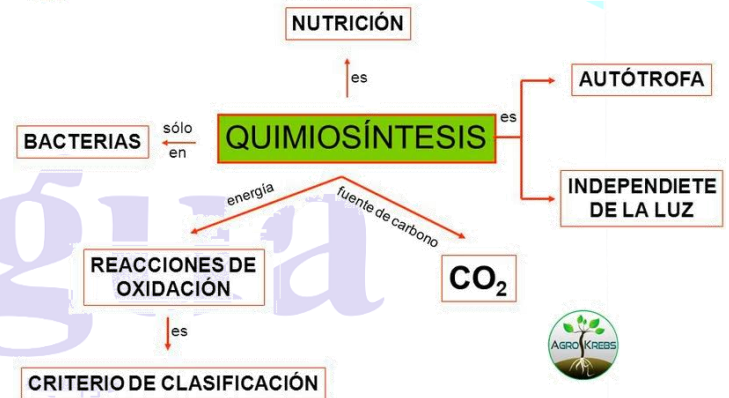 NUTRICIÓN
es
AUTÓTROFA
es
QUIMIOSÍNTESIS
sólo
en
BACTERIAS
INDEPENDIETE
DE LA LUZ
energía
fuente de carbono
REACCIONES DE
OXIDACIÓN
CO₂
es
AGRO KREBS
CRITERIO DE CLASIFICACIÓN